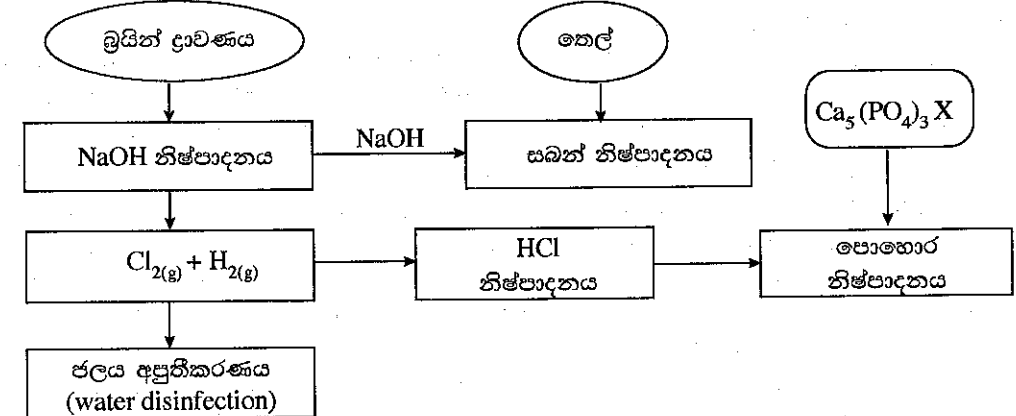 බ්‍රයින් ද්‍රාවණය
තෙල්
Ca₅(PO₄)₃X
NaOH නිෂ්පාදනය
NaOH
සබන් නිෂ්පාදනය
Cl₂(g) + H₂(g)
HCl
නිෂ්පාදනය
පොහොර
නිෂ්පාදනය
ජලය අපුතීකරණය
(water disinfection)